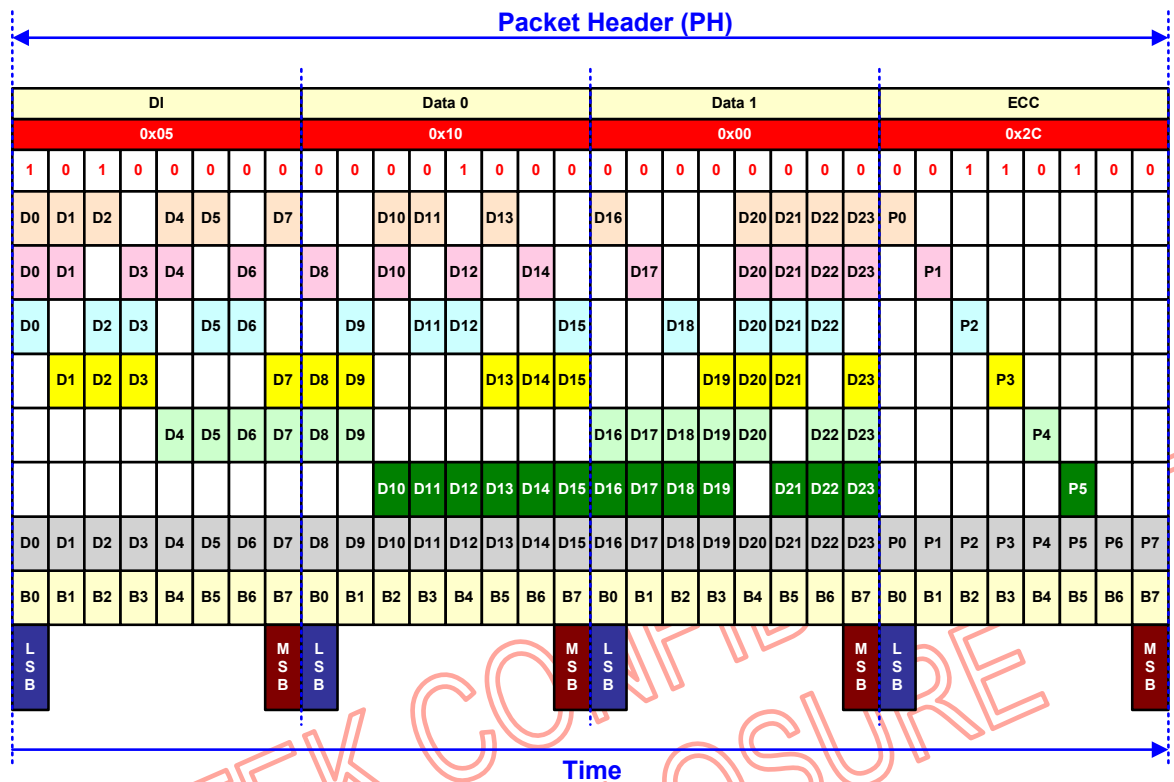 Packet Header (PH)
DI Data 0 Data 1 ECC
0x05 0x10 0x00 0x2C
1 0 1 0 0 0 0 0 0 0 0 0 1 0 0 0 0 0 0 0 0 0 0 0 0 0 1 1 0 1 0 0
D0 D1 D2 D4 D5 D7 D10 D11 D13 D16 D20 D21 D22 D23 P0
D0 D1 D3 D4 D6 D8 D10 D12 D14 D17 D20 D21 D22 D23 P1
D0 D2 D3 D5 D6 D9 D11 D12 D15 D18 D20 D21 D22 P2
D1 D2 D3 D7 D8 D9 D13 D14 D15 D19 D20 D21 D23 P3
D4 D5 D6 D7 D8 D9 D16 D17 D18 D19 D20 D22 D23 P4
D10 D11 D12 D13 D14 D15 D16 D17 D18 D19 D21 D22 D23 P5
D0 D1 D2 D3 D4 D5 D6 D7 D8 D9 D10 D11 D12 D13 D14 D15 D16 D17 D18 D19 D20 D21 D22 D23 P0 P1 P2 P3 P4 P5 P6 P7
B0 B1 B2 B3 B4 B5 B6 B7 B0 B1 B2 B3 B4 B5 B6 B7 B0 B1 B2 B3 B4 B5 B6 B7 B0 B1 B2 B3 B4 B5 B6 B7
LSB MSB LSB MSB LSB MSB LSB MSB
Time